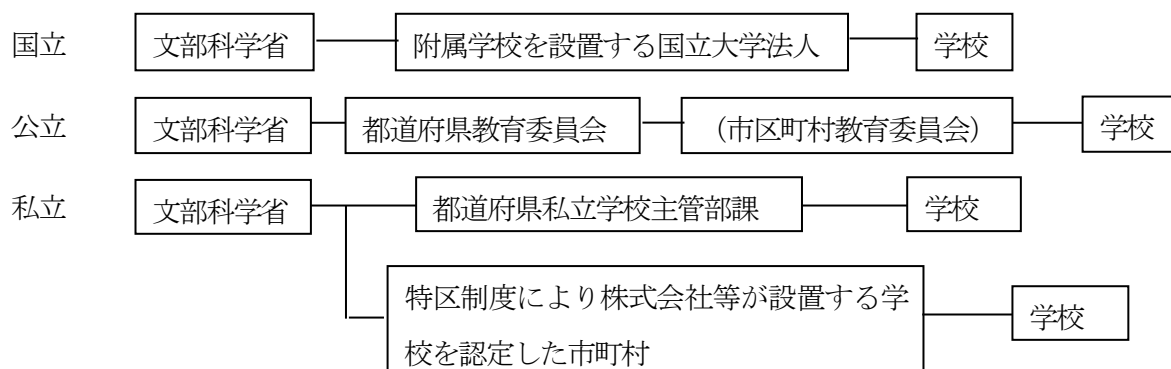 国立 文部科学省 附属学校を設置する国立大学法人 学校
公立 文部科学省 都道府県教育委員会 （市区町村教育委員会） 学校
私立 文部科学省 都道府県私立学校主管部課 学校
特区制度により株式会社等が設置する学 学校
校を認定した市町村